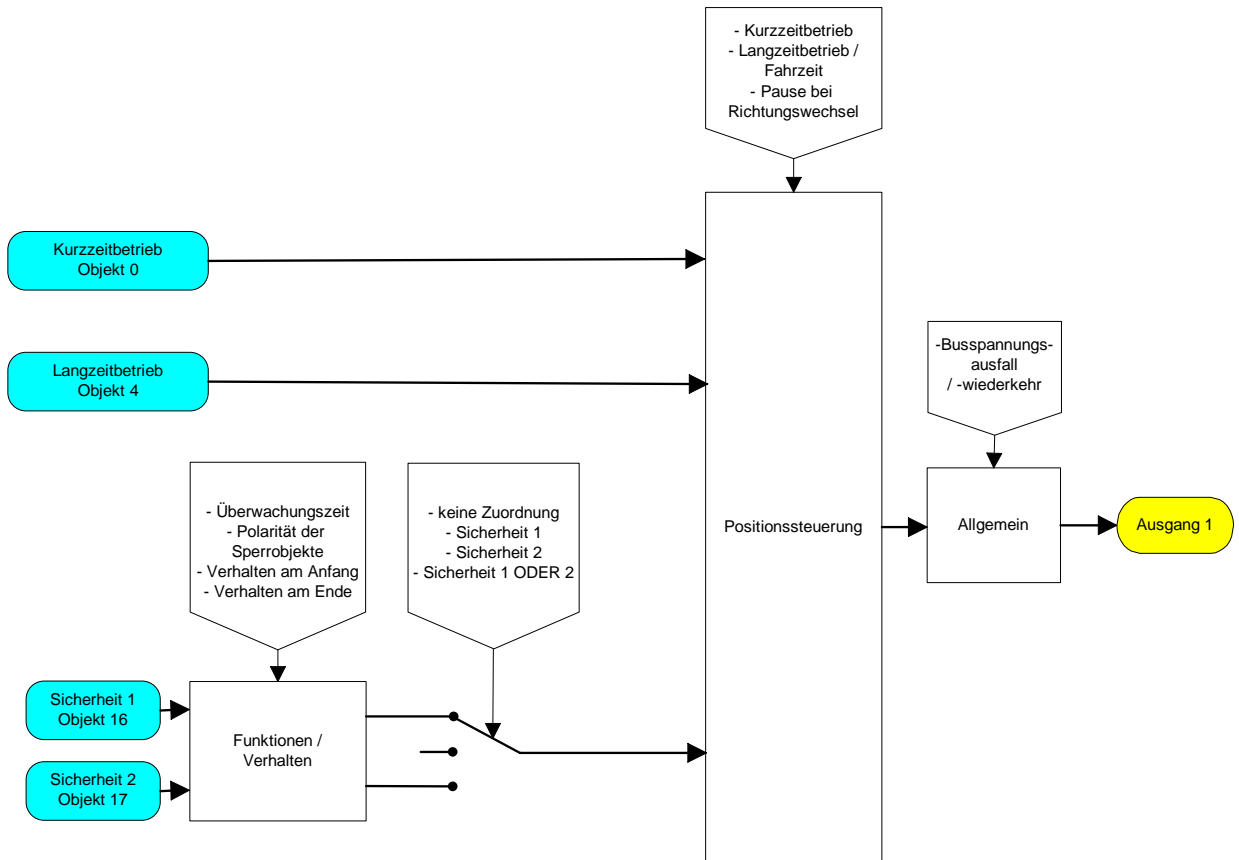 - Kurzzeitbetrieb
- Langzeitbetrieb /
Fahrzeit
- Pause bei
Richtungswechsel
Kurzzeitbetrieb
Objekt 0
Langzeitbetrieb
Objekt 4
-Busspannungs-
ausfall
/ -wiederkehr
- Überwachungszeit
- Polarität der
Sperrobjekte
- Verhalten am Anfang
- Verhalten am Ende
- keine Zuordnung
- Sicherheit 1
- Sicherheit 2
- Sicherheit 1 ODER 2
Positionssteuerung
Allgemein
Ausgang 1
Sicherheit 1
Objekt 16
Funktionen /
Verhalten
Sicherheit 2
Objekt 17